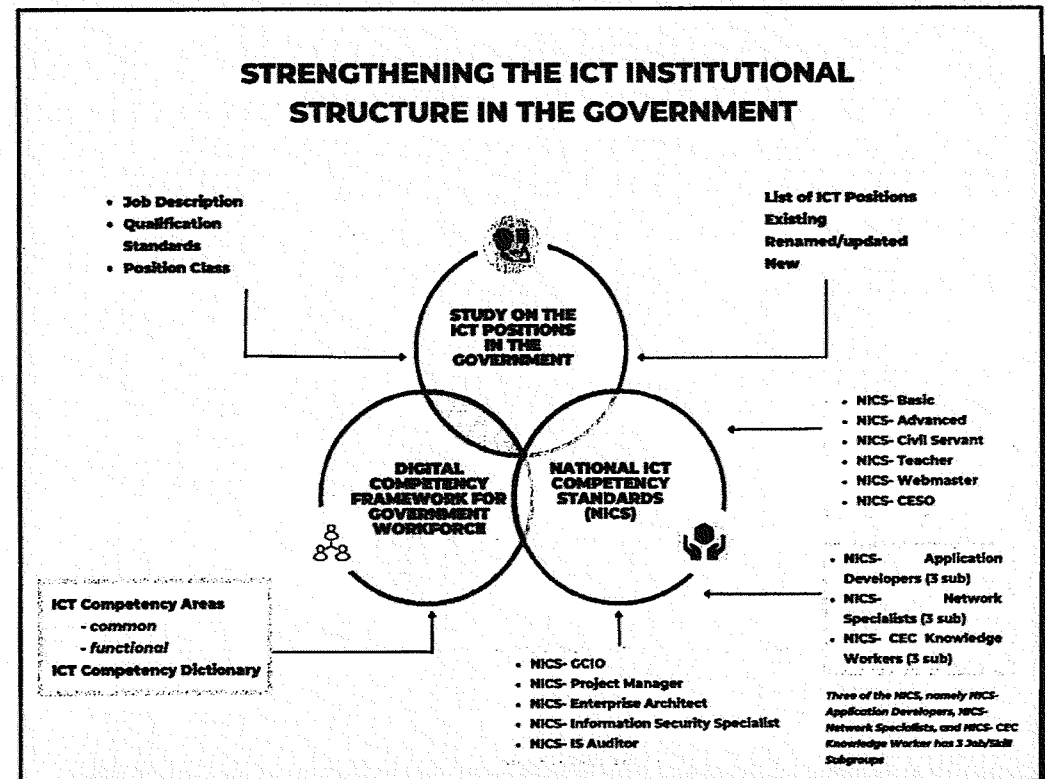 STRENGTHENING THE ICT INSTITUTIONAL
STRUCTURE IN THE GOVERNMENT
• Job Description
• Qualification
Standards
• Position Class
List of ICT Positions
Existing
Renamed/updated
New
STUDY ON THE
ICT POSITIONS
IN THE
GOVERNMENT
DIGITAL
COMPETENCY
FRAMEWORK FOR
GOVERNMENT
WORKFORCE
NATIONAL ICT
COMPETENCY
STANDARDS
(NICS)
• NICS- Basic
• NICS- Advanced
• NICS- Civil Servant
• NICS- Teacher
• NICS- Webmaster
• NICS- CESO
• NICS- Application
Developers (3 sub)
• NICS- Network
Specialists (3 sub)
• NICS- CEC Knowledge
Workers (3 sub)
ICT Competency Areas
- common
- functional
ICT Competency Dictionary
• NICS- GCIO
• NICS- Project Manager
• NICS- Enterprise Architect
• NICS- Information Security Specialist
• NICS- IS Auditor
Three of the NICS, namely NICS-
Application Developers, NICS-
Network Specialists, and NICS- CEC
Knowledge Worker has 3 Job/Skill
Subgroups